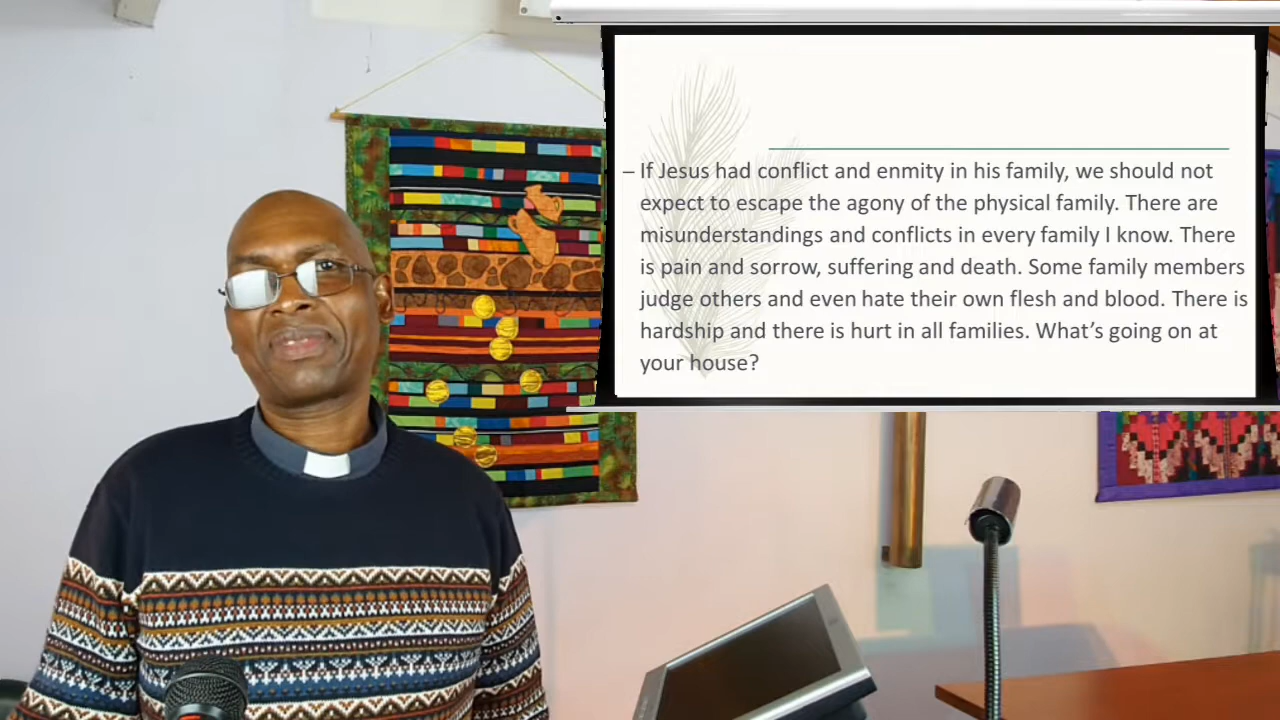 – If Jesus had conflict and enmity in his family, we should not
expect to escape the agony of the physical family. There are
misunderstandings and conflicts in every family I know. There
is pain and sorrow, suffering and death. Some family members
judge others and even hate their own flesh and blood. There is
hardship and there is hurt in all families. What’s going on at
your house?